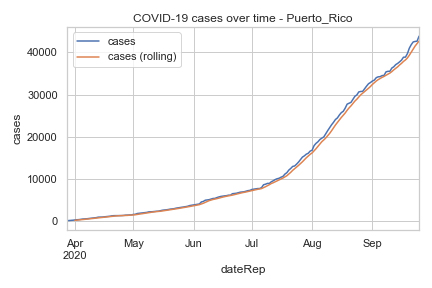 COVID-19 cases over time - Puerto_Rico
cases
cases (rolling)
cases
40000
30000
20000
10000
0
Apr May Jun Jul Aug Sep
2020
dateRep